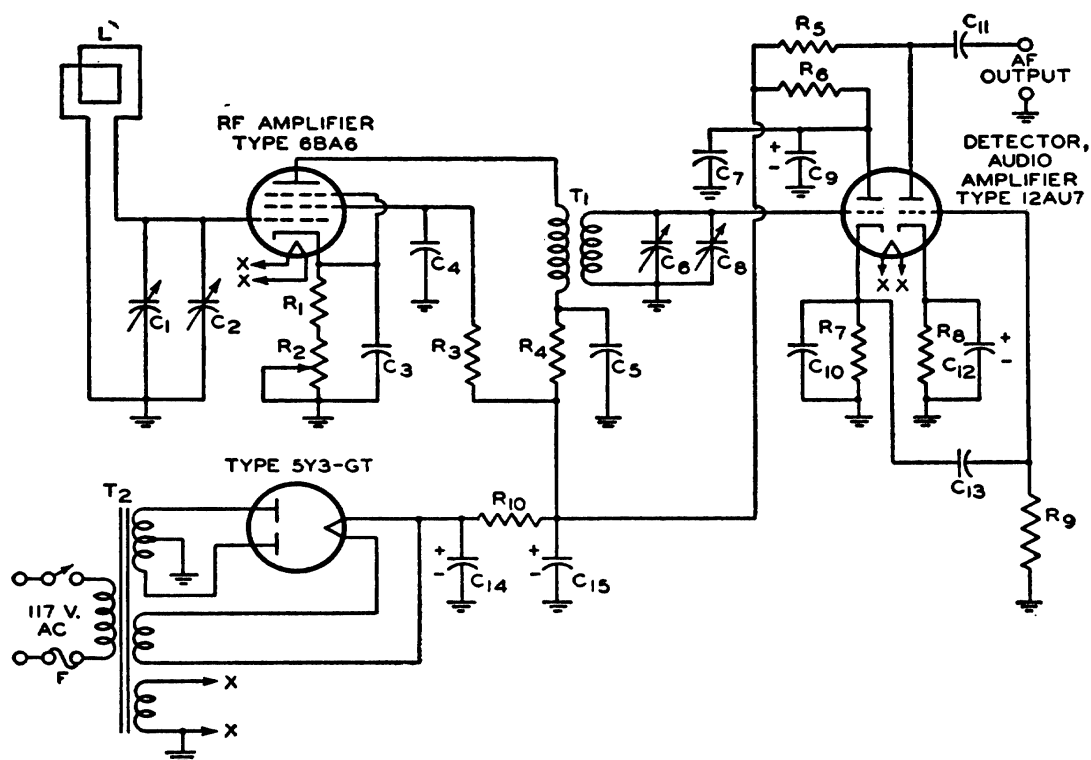 L
RF AMPLIFIER
TYPE 6BA6
R5
C11
AF
OUTPUT
R6
DETECTOR,
AUDIO
AMPLIFIER
TYPE 12AU7
C7
+
-
C9
T1
X
X
C4
C6
C8
X X
C1
C2
R1
R2
C3
R3
R4
C5
C10
R7
R8
C12
+
-
C13
R9
TYPE 5Y3-GT
T2
R10
+
-
C14
+
-
C15
117 V.
AC
F
X
X